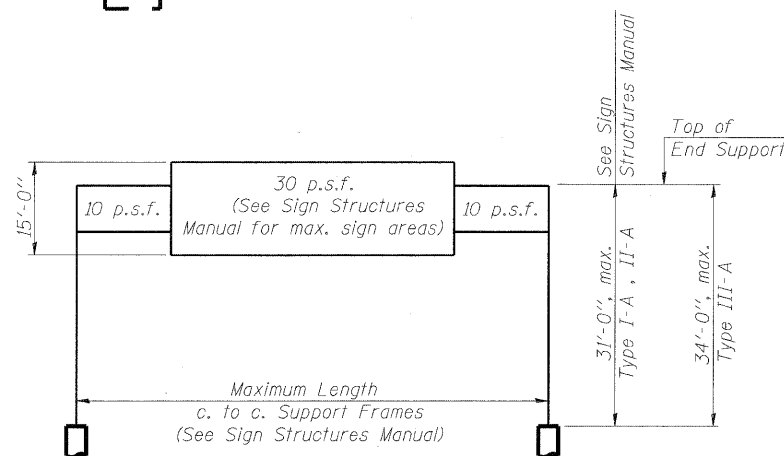 See Sign
Structures Manual
Top of
End Support
15'-0"
10 p.s.f.
30 p.s.f.
(See Sign Structures
Manual for max. sign areas)
10 p.s.f.
31'-0", max.
Type I-A , II-A
34'-0", max.
Type III-A
Maximum Length
c. to c. Support Frames
(See Sign Structures Manual)